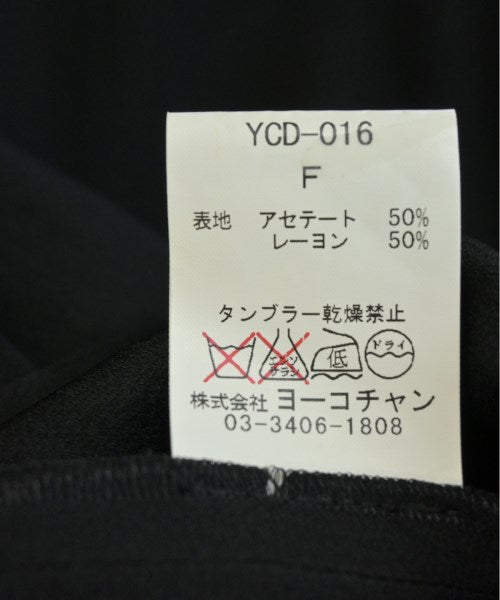 YCD-016
F
表地 アセテート 50%
レーヨン 50%
タンブラー乾燥禁止
エンソ サラシ 低 ドライ
株式会社 ヨーコチャン
03-3406-1808